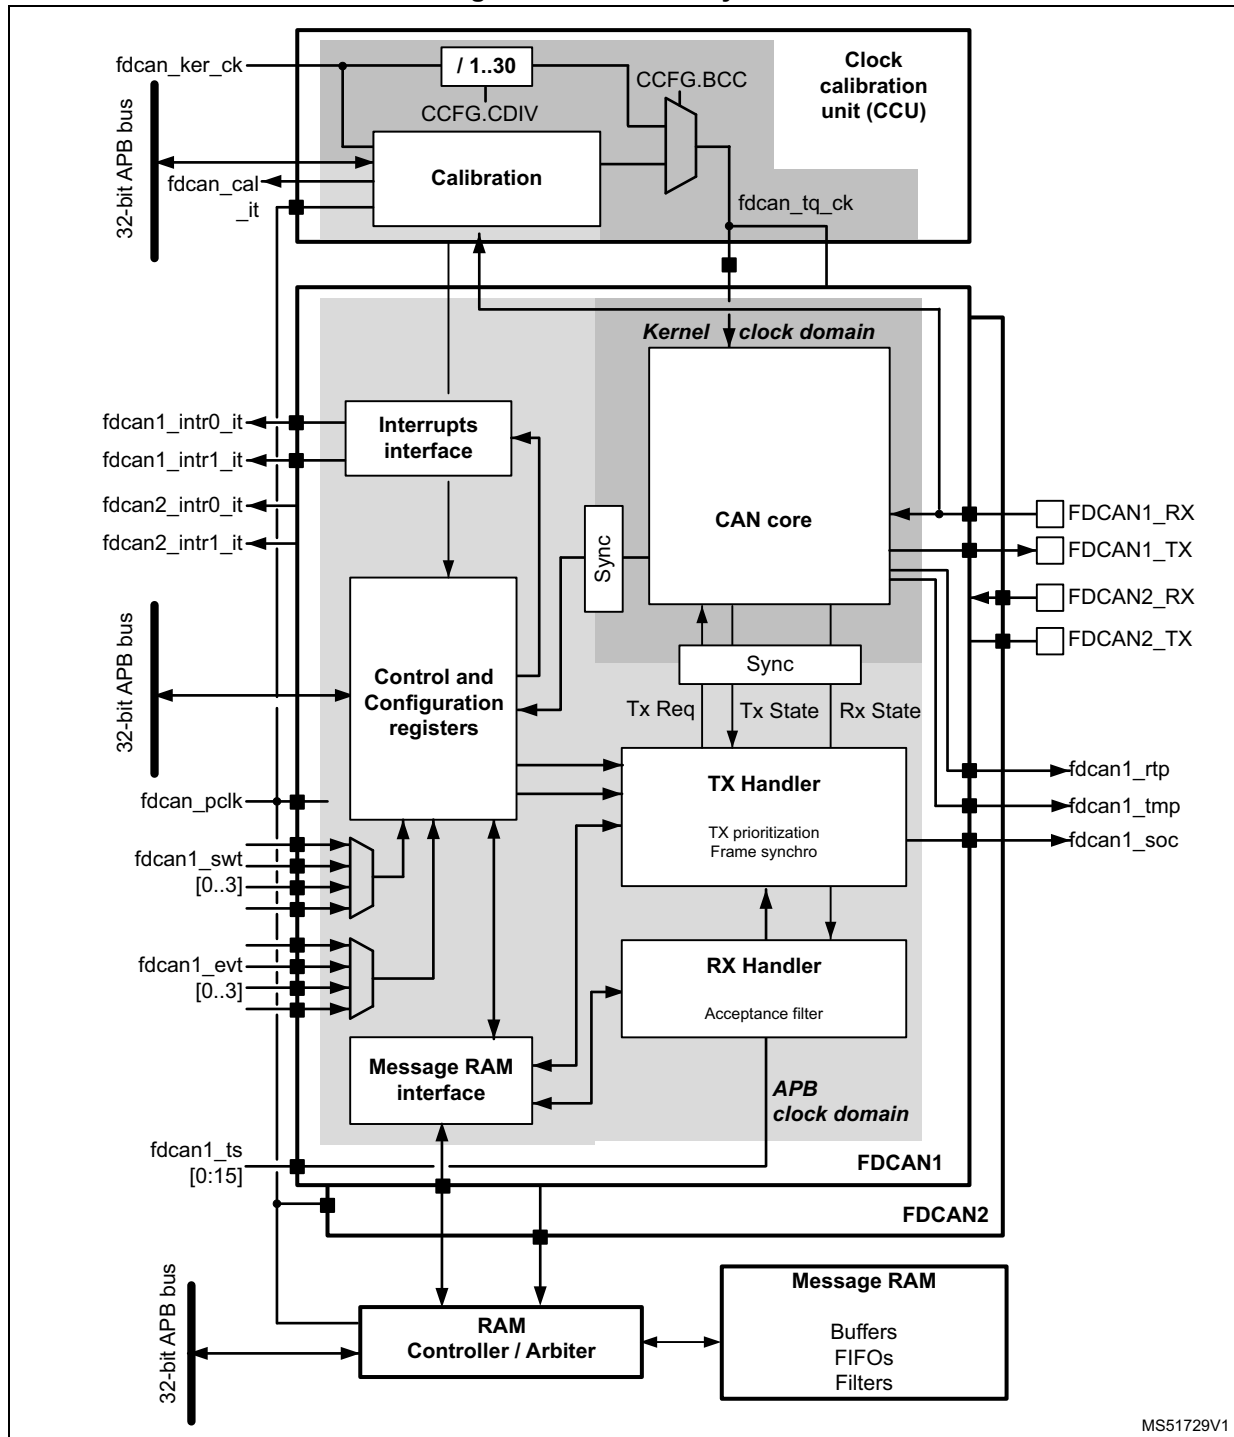 fdcan_ker_ck
/ 1..30
CCFG.CDIV
CCFG.BCC
Clock
calibration
unit (CCU)
32-bit APB bus
Calibration
fdcan_cal
_it
fdcan_tq_ck
Kernel clock domain
fdcan1_intr0_it
fdcan1_intr1_it
fdcan2_intr0_it
fdcan2_intr1_it
Interrupts
interface
CAN core
Sync
FDCAN1_RX
FDCAN1_TX
FDCAN2_RX
FDCAN2_TX
32-bit APB bus
Control and
Configuration
registers
Sync
Tx Req
Tx State
Rx State
fdcan_pclk
TX Handler
TX prioritization
Frame synchro
fdcan1_rtp
fdcan1_tmp
fdcan1_soc
fdcan1_swt
[0..3]
fdcan1_evt
[0..3]
RX Handler
Acceptance filter
Message RAM
interface
APB
clock domain
fdcan1_ts
[0:15]
FDCAN1
FDCAN2
32-bit APB bus
RAM
Controller / Arbiter
Message RAM
Buffers
FIFOs
Filters
MS51729V1